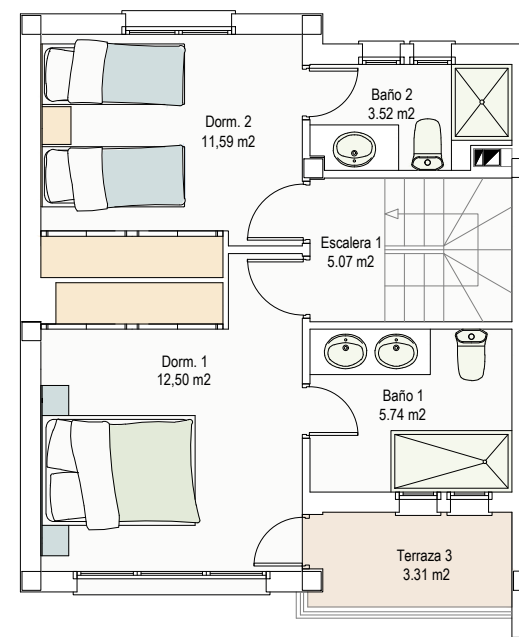 Baño 2
3.52 m2
Dorm. 2
11,59 m2
Escalera 1
5.07 m2
Dorm. 1
12,50 m2
Baño 1
5.74 m2
Terraza 3
3.31 m2